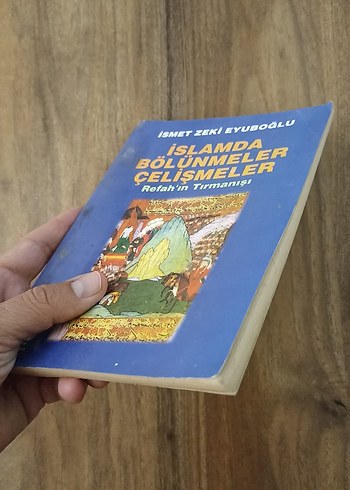 İSMET ZEKİ EYUBOĞLU
İSLAMDA
BÖLÜNMELER
ÇELİŞMELER
Refah'ın Tırmanışı